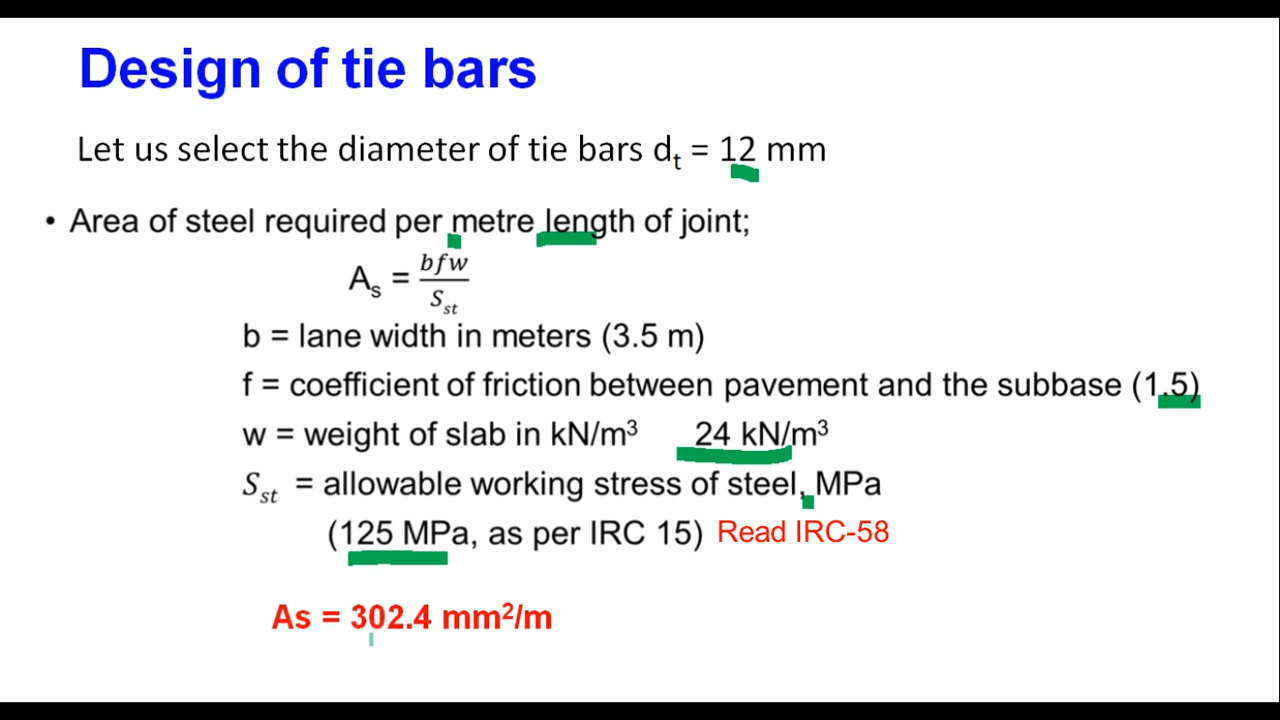 Design of tie bars
Let us select the diameter of tie bars dt = 12 mm
• Area of steel required per metre length of joint;
As = bfw/Sst
b = lane width in meters (3.5 m)
f = coefficient of friction between pavement and the subbase (1.5)
w = weight of slab in kN/m³ 24 kN/m³
Sst = allowable working stress of steel, MPa
(125 MPa, as per IRC 15) Read IRC-58
As = 302.4 mm²/m